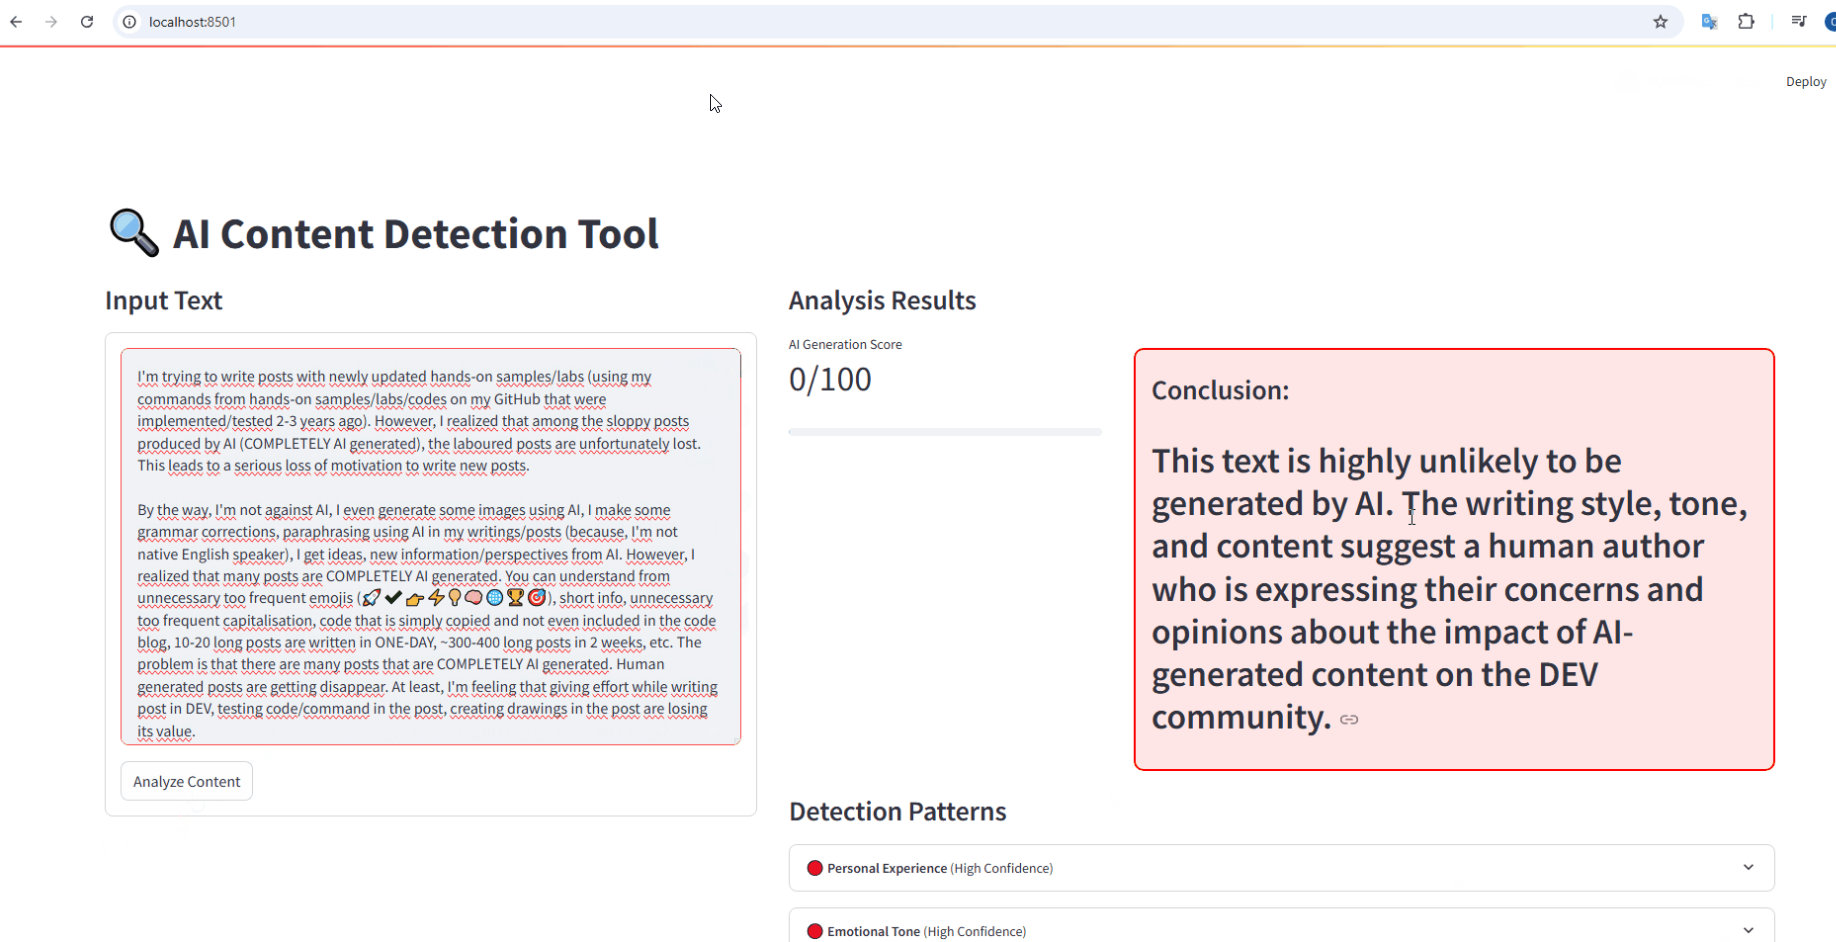 localhost:8501
Deploy
🔍 AI Content Detection Tool
Input Text
I'm trying to write posts with newly updated hands-on samples/labs (using my
commands from hands-on samples/labs/codes on my GitHub that were
implemented/tested 2-3 years ago). However, I realized that among the sloppy posts
produced by AI (COMPLETELY AI generated), the laboured posts are unfortunately lost.
This leads to a serious loss of motivation to write new posts.
By the way, I'm not against AI, I even generate some images using AI, I make some
grammar corrections, paraphrasing using AI in my writings/posts (because, I'm not
native English speaker), I get ideas, new information/perspectives from AI. However, I
realized that many posts are COMPLETELY AI generated. You can understand from
unnecessary too frequent emojis (🚀✔👉⚡💡🧠🌐🏆🎯), short info, unnecessary
too frequent capitalisation, code that is simply copied and not even included in the code
blog, 10-20 long posts are written in ONE-DAY, ~300-400 long posts in 2 weeks, etc. The
problem is that there are many posts that are COMPLETELY AI generated. Human
generated posts are getting disappear. At least, I'm feeling that giving effort while writing
post in DEV, testing code/command in the post, creating drawings in the post are losing
its value.
Analyze Content
Analysis Results
AI Generation Score
0/100
Conclusion:
This text is highly unlikely to be
generated by AI. The writing style, tone,
and content suggest a human author
who is expressing their concerns and
opinions about the impact of AI-
generated content on the DEV
community.
Detection Patterns
🔴 Personal Experience (High Confidence)
🔴 Emotional Tone (High Confidence)